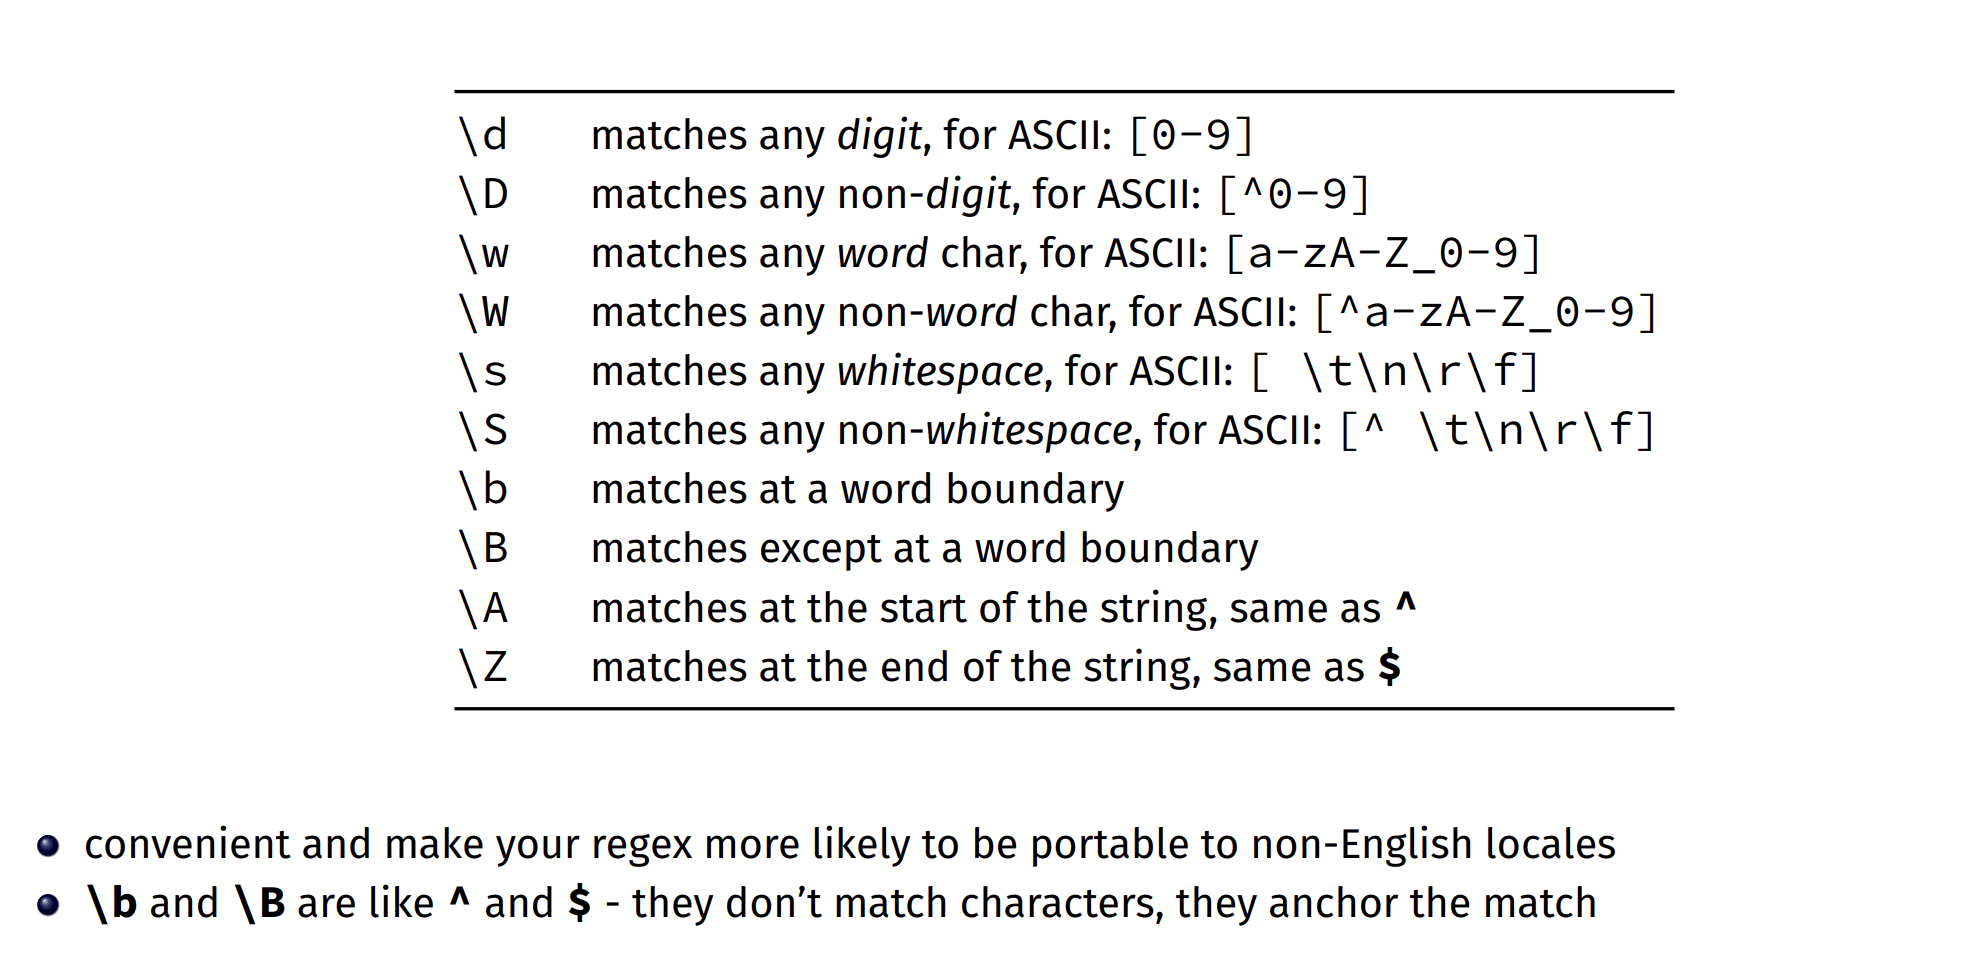 \d matches any digit, for ASCII: [0-9]
\D matches any non-digit, for ASCII: [^0-9]
\w matches any word char, for ASCII: [a-zA-Z_0-9]
\W matches any non-word char, for ASCII: [^a-zA-Z_0-9]
\s matches any whitespace, for ASCII: [ \t\n\r\f]
\S matches any non-whitespace, for ASCII: [^ \t\n\r\f]
\b matches at a word boundary
\B matches except at a word boundary
\A matches at the start of the string, same as ^
\Z matches at the end of the string, same as $
convenient and make your regex more likely to be portable to non-English locales
\b and \B are like ^ and $ - they don’t match characters, they anchor the match